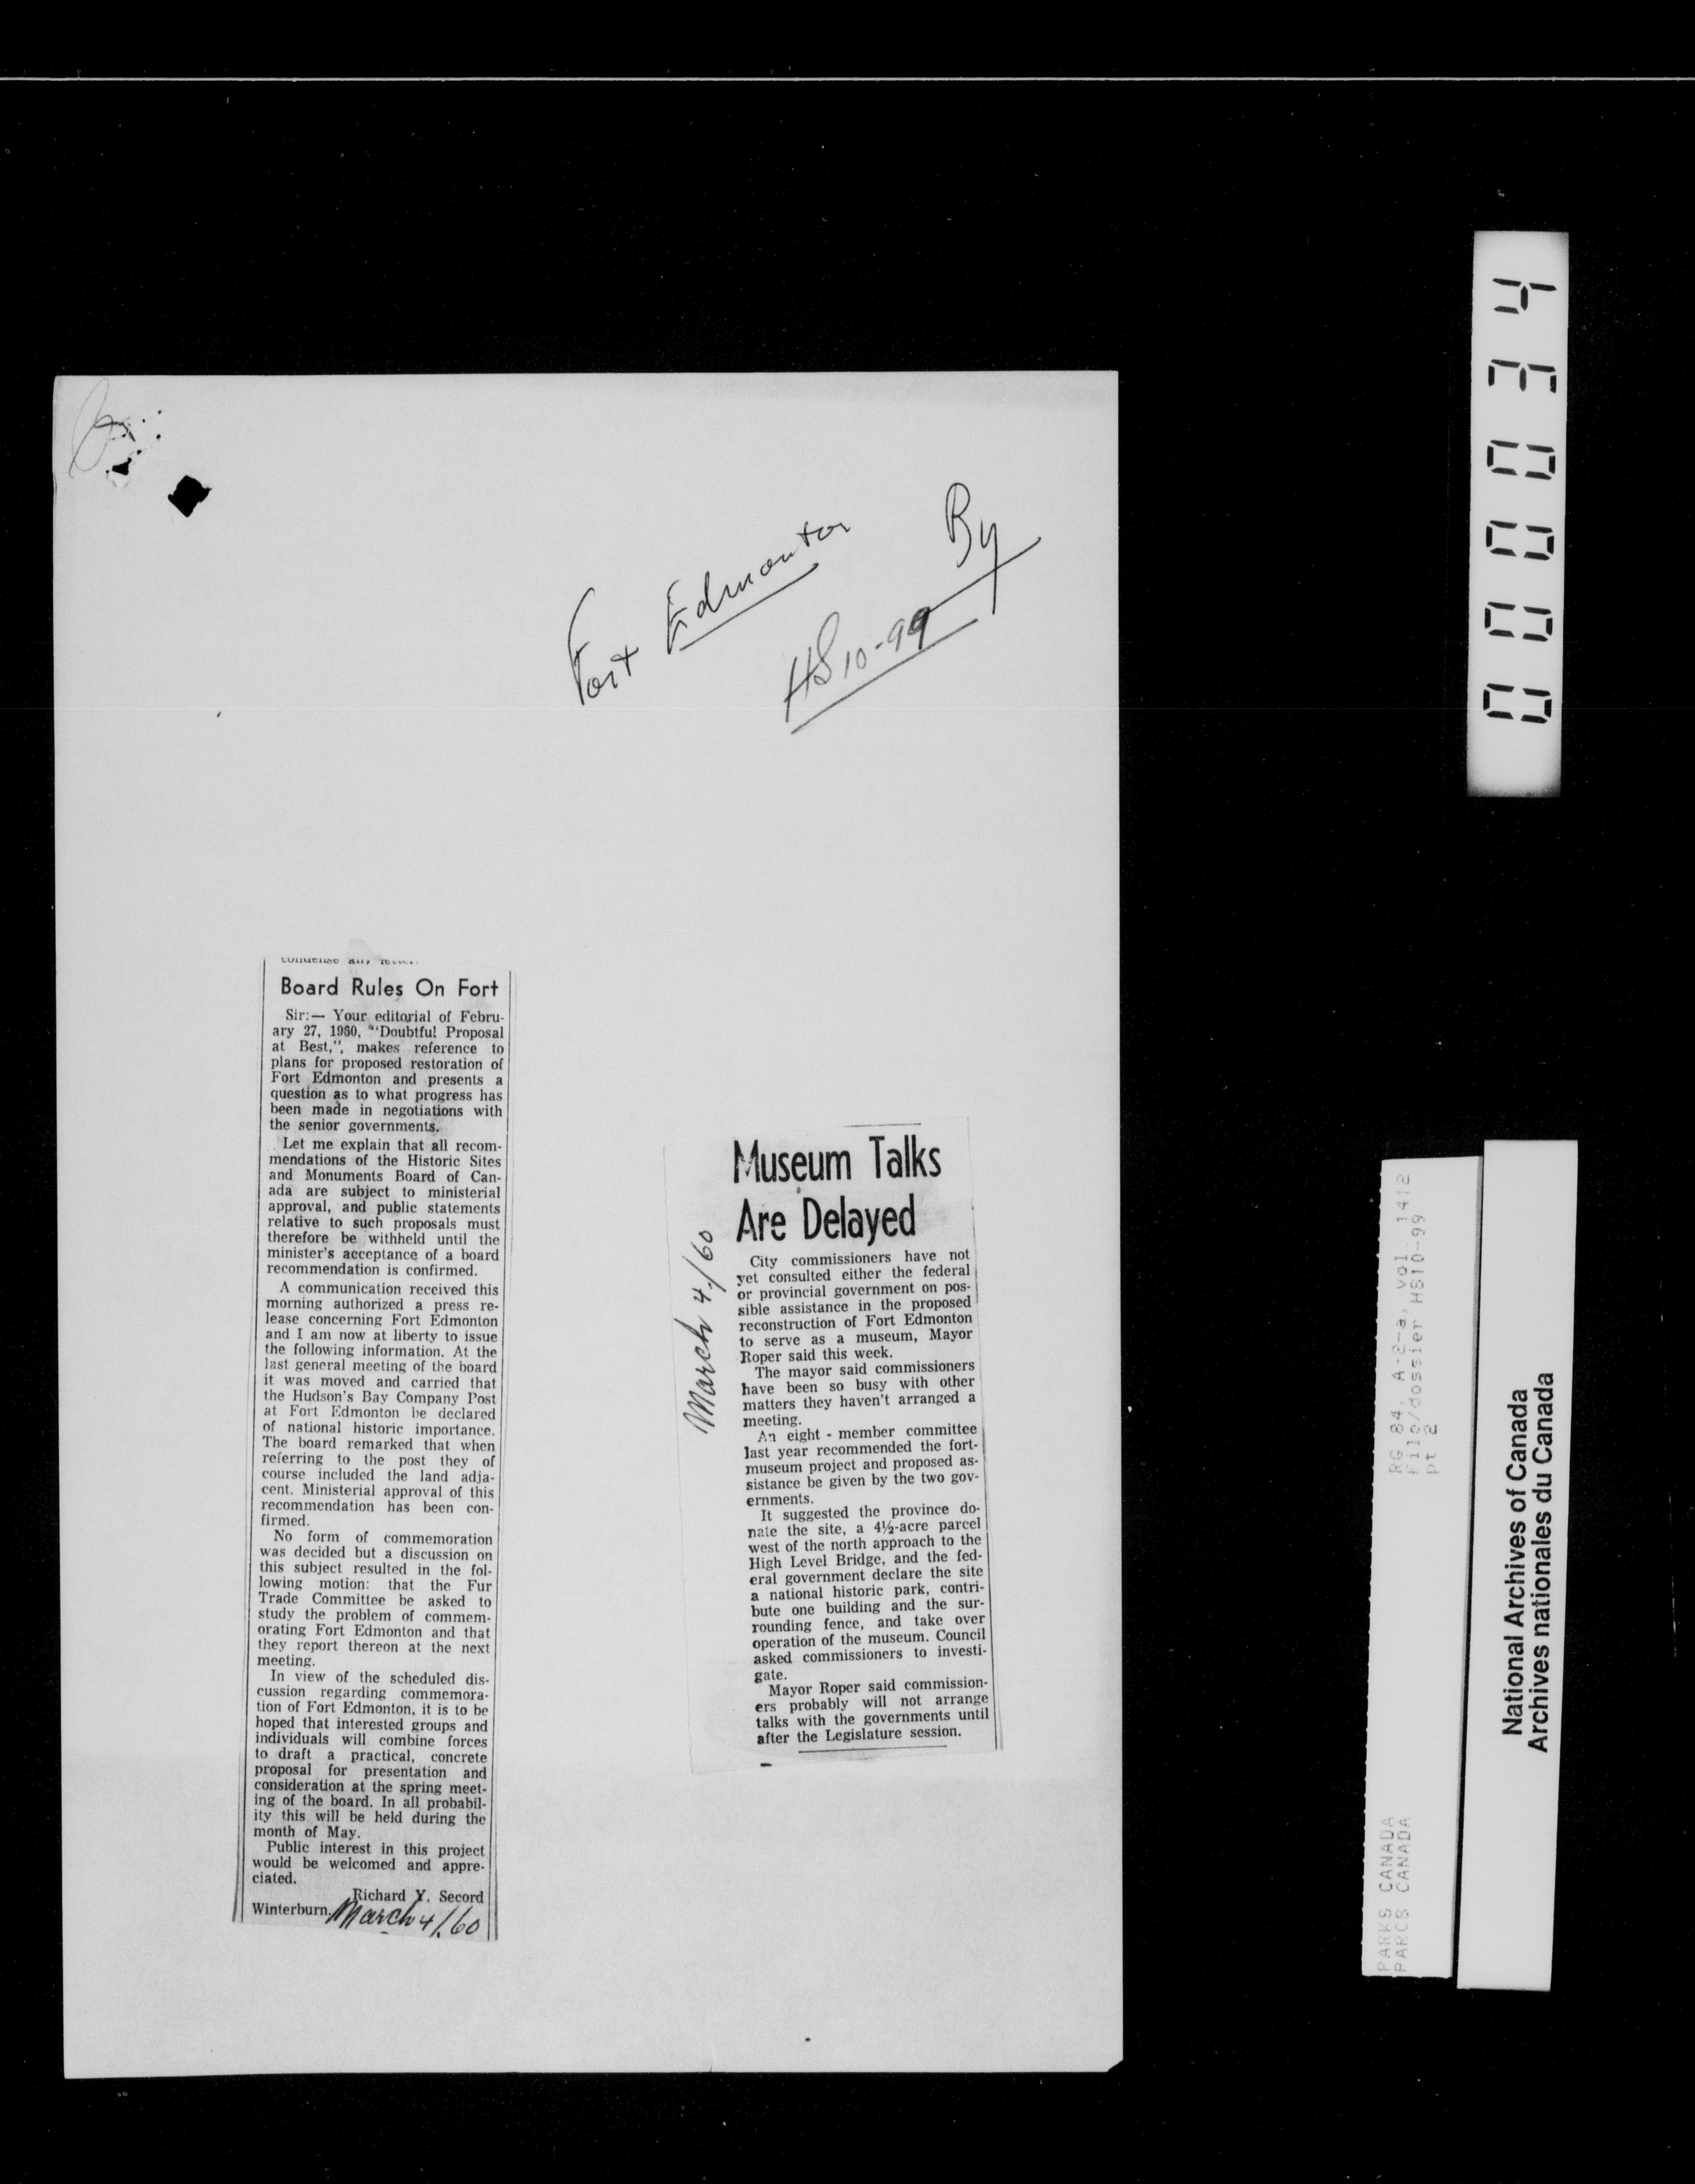 Fort Edmonton By
HS 10-99
Board Rules On Fort
Sir:— Your editorial of Febru-
ary 27, 1960, "Doubtful Proposal
at Best,", makes reference to
plans for proposed restoration of
Fort Edmonton and presents a
question as to what progress has
been made in negotiations with
the senior governments.
Let me explain that all recom-
mendations of the Historic Sites
and Monuments Board of Can-
ada are subject to ministerial
approval, and public statements
relative to such proposals must
therefore be withheld until the
minister's acceptance of a board
recommendation is confirmed.
A communication received this
morning authorized a press re-
lease concerning Fort Edmonton
and I am now at liberty to issue
the following information. At the
last general meeting of the board
it was moved and carried that
the Hudson's Bay Company Post
at Fort Edmonton be declared
of national historic importance.
The board remarked that when
referring to the post they of
course included the land adja-
cent. Ministerial approval of this
recommendation has been con-
firmed.
No form of commemoration
was decided but a discussion on
this subject resulted in the fol-
lowing motion: that the Fur
Trade Committee be asked to
study the problem of commem-
orating Fort Edmonton and that
they report thereon at the next
meeting.
In view of the scheduled dis-
cussion regarding commemora-
tion of Fort Edmonton, it is to be
hoped that interested groups and
individuals will combine forces
to draft a practical, concrete
proposal for presentation and
consideration at the spring meet-
ing of the board. In all probabil-
ity this will be held during the
month of May.
Public interest in this project
would be welcomed and appre-
ciated.
Richard Y. Secord
Winterburn.
March 4/60
March 4/60
Museum Talks
Are Delayed
City commissioners have not
yet consulted either the federal
or provincial government on pos-
sible assistance in the proposed
reconstruction of Fort Edmonton
to serve as a museum, Mayor
Roper said this week.
The mayor said commissioners
have been so busy with other
matters they haven't arranged a
meeting.
An eight - member committee
last year recommended the fort-
museum project and proposed as-
sistance be given by the two gov-
ernments.
It suggested the province do-
nate the site, a 4½-acre parcel
west of the north approach to the
High Level Bridge, and the fed-
eral government declare the site
a national historic park, contri-
bute one building and the sur-
rounding fence, and take over
operation of the museum. Council
asked commissioners to investi-
gate.
Mayor Roper said commission-
ers probably will not arrange
talks with the governments until
after the Legislature session.
000034
PARKS CANADA RG 84, A-2-a, vol. 1412
PARCS CANADA File/dossier HS10-99
pt 2
National Archives of Canada
Archives nationales du Canada